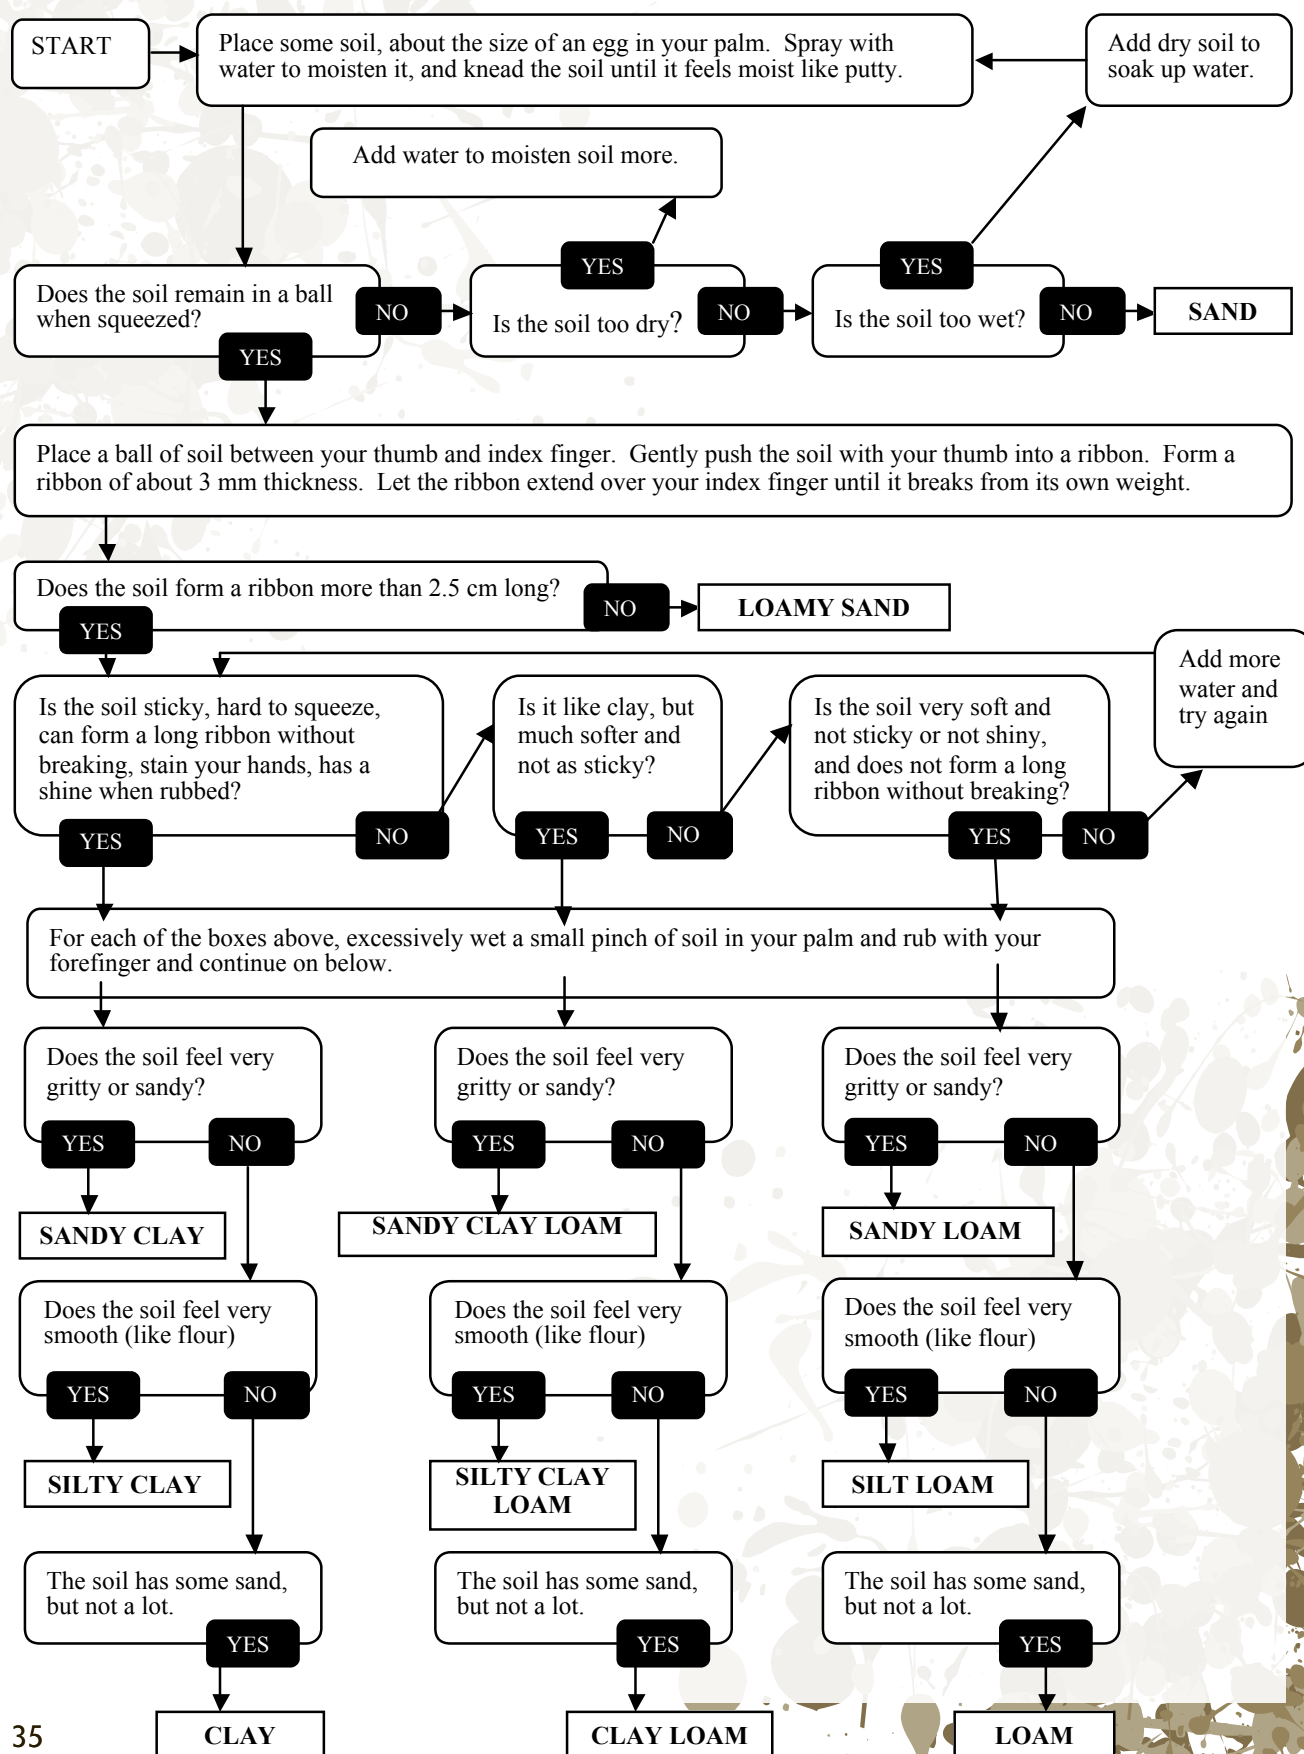 START
Place some soil, about the size of an egg in your palm.  Spray with
water to moisten it, and knead the soil until it feels moist like putty.
Add dry soil to
soak up water.
Add water to moisten soil more.
Does the soil remain in a ball
when squeezed?
NO
YES
YES
Is the soil too dry?
NO
YES
Is the soil too wet?
NO
SAND
Place a ball of soil between your thumb and index finger.  Gently push the soil with your thumb into a ribbon.  Form a
ribbon of about 3 mm thickness.  Let the ribbon extend over your index finger until it breaks from its own weight.
Does the soil form a ribbon more than 2.5 cm long?
YES
NO
LOAMY SAND
Add more
water and
try again
Is the soil sticky, hard to squeeze,
can form a long ribbon without
breaking, stain your hands, has a
shine when rubbed?
YES
NO
Is it like clay, but
much softer and
not as sticky?
YES
NO
Is the soil very soft and
not sticky or not shiny,
and does not form a long
ribbon without breaking?
YES
NO
For each of the boxes above, excessively wet a small pinch of soil in your palm and rub with your
forefinger and continue on below.
Does the soil feel very
gritty or sandy?
YES
NO
SANDY CLAY
Does the soil feel very
smooth (like flour)
YES
NO
SILTY CLAY
The soil has some sand,
but not a lot.
YES
CLAY
Does the soil feel very
gritty or sandy?
YES
NO
SANDY CLAY LOAM
Does the soil feel very
smooth (like flour)
YES
NO
SILTY CLAY
LOAM
The soil has some sand,
but not a lot.
YES
CLAY LOAM
Does the soil feel very
gritty or sandy?
YES
NO
SANDY LOAM
Does the soil feel very
smooth (like flour)
YES
NO
SILT LOAM
The soil has some sand,
but not a lot.
YES
LOAM
35